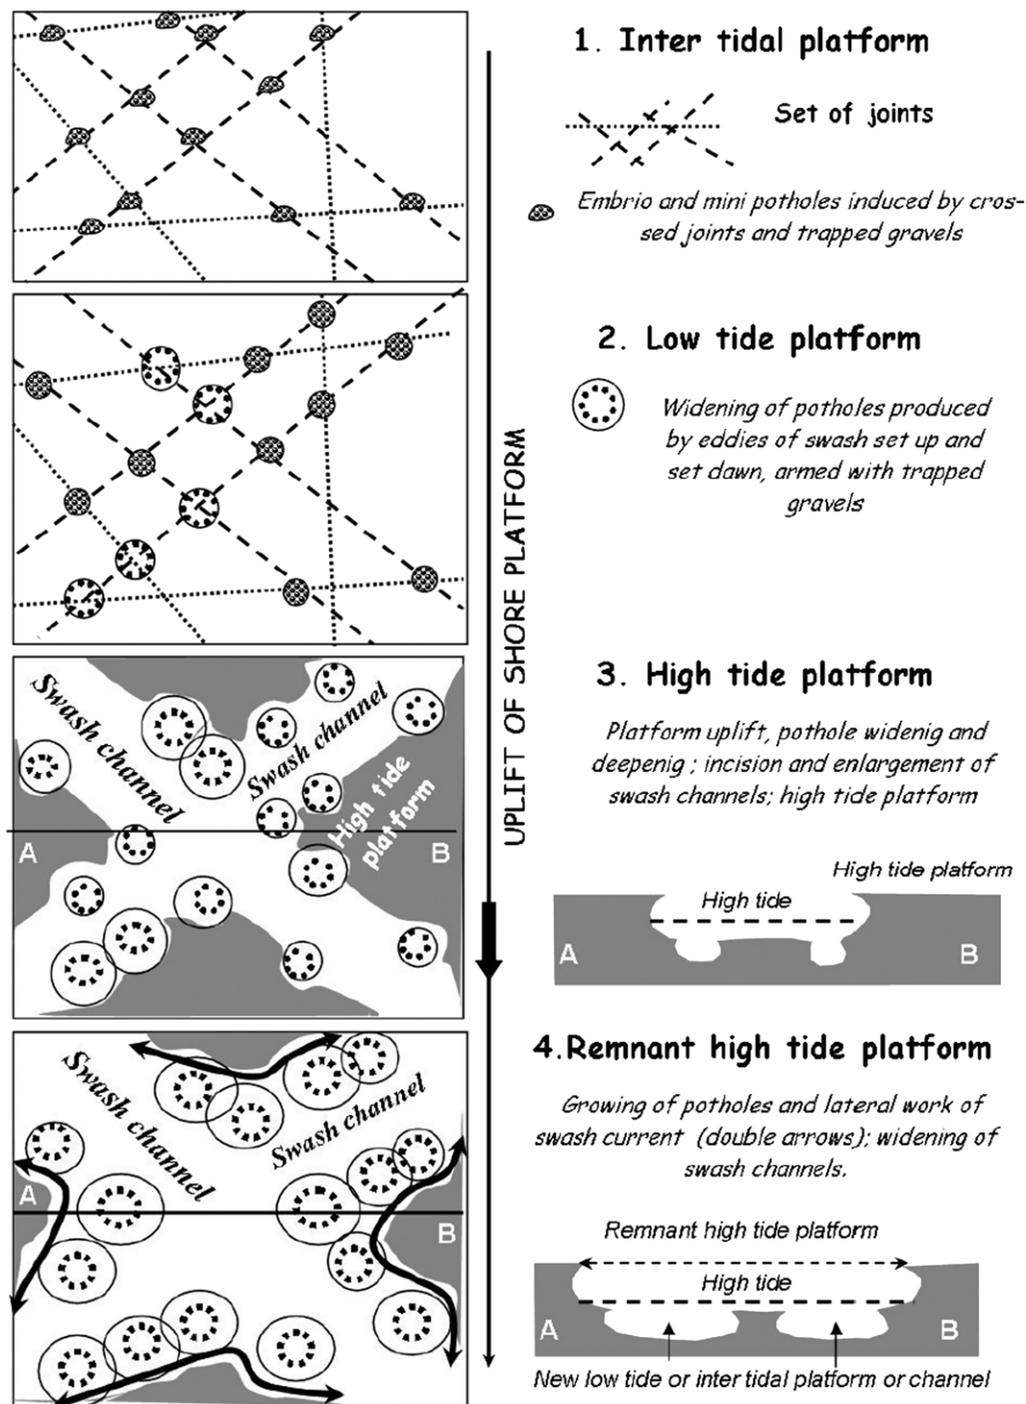 1. Inter tidal platform
Set of joints
Embrio and mini potholes induced by cros-
sed joints and trapped gravels
2. Low tide platform
Widening of potholes produced
by eddies of swash set up and
set dawn, armed with trapped
gravels
UPLIFT OF SHORE PLATFORM
3. High tide platform
Platform uplift, pothole widenig and
deepenig ; incision and enlargement of
swash channels; high tide platform
Swash channel
Swash channel
High tide
platform
A
B
High tide platform
High tide
A
B
4.Remnant high tide platform
Growing of potholes and lateral work of
swash current (double arrows); widening of
swash channels.
Swash channel
Swash channel
A
B
Remnant high tide platform
High tide
A
B
New low tide or inter tidal platform or channel